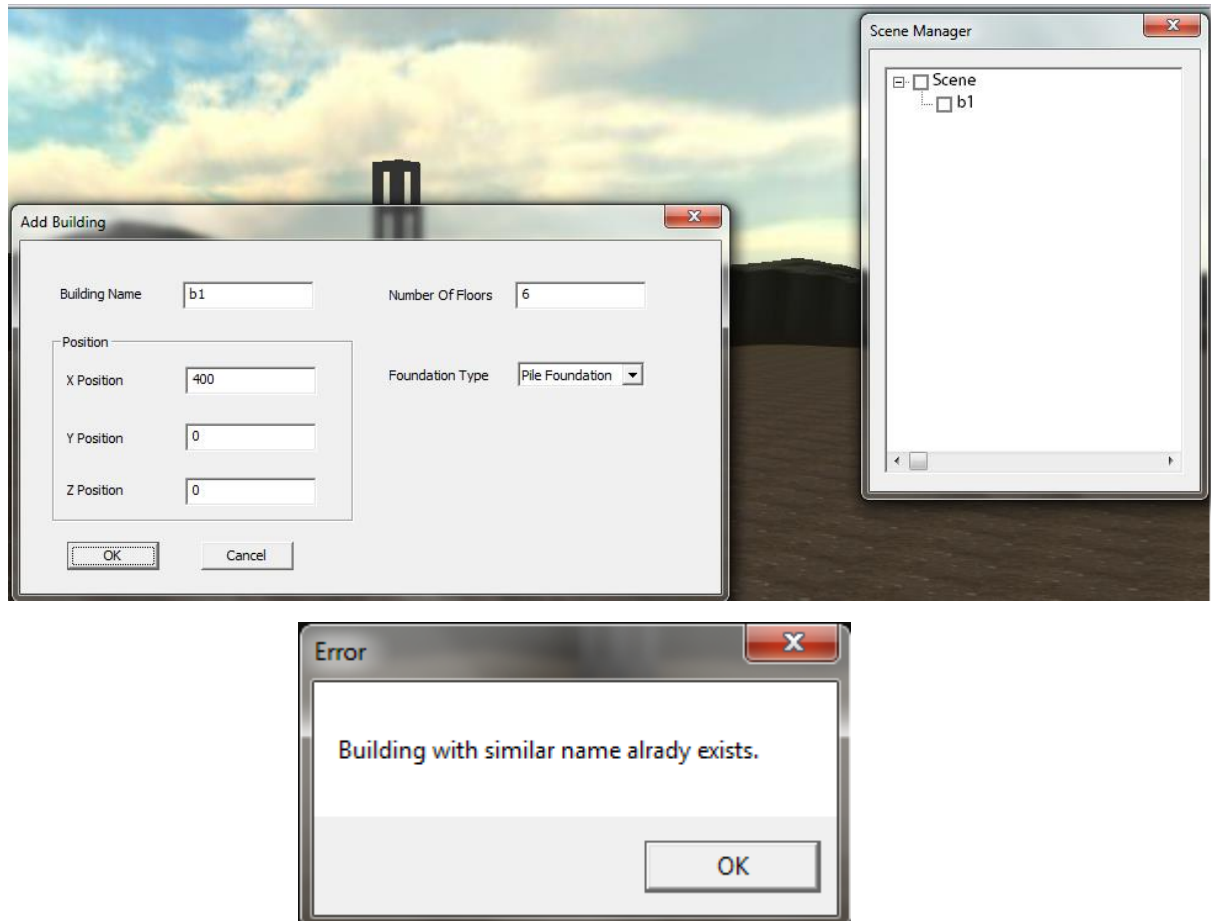 Scene Manager
Scene
b1
Add Building
Building Name b1 Number Of Floors 6
Position
X Position 400 Foundation Type Pile Foundation
Y Position 0
Z Position 0
OK Cancel
Error
Building with similar name alrady exists.
OK